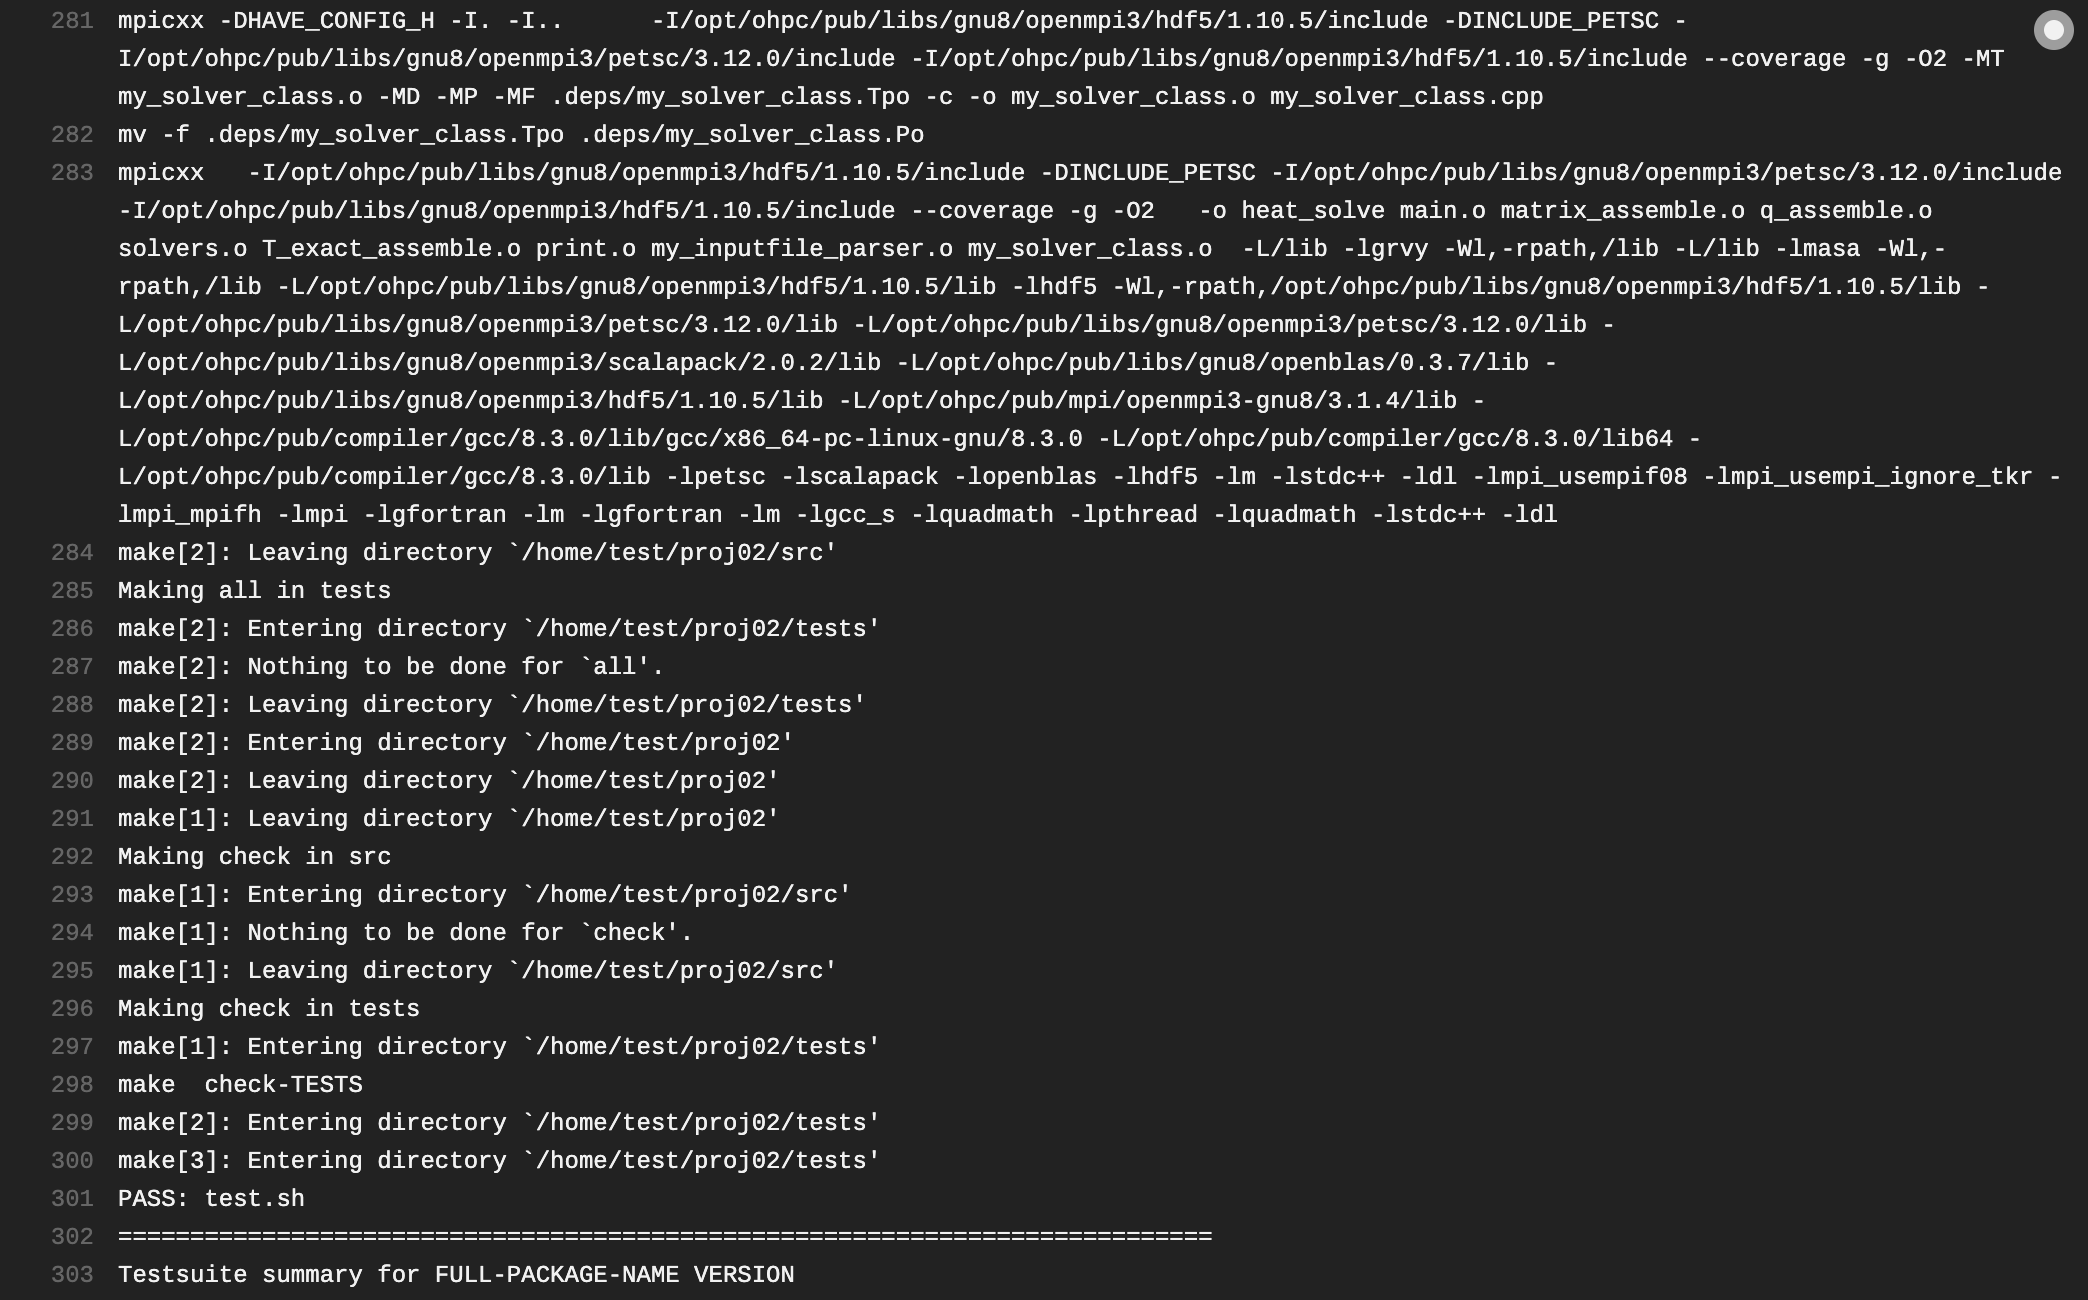 281 mpicxx -DHAVE_CONFIG_H -I. -I..      -I/opt/ohpc/pub/libs/gnu8/openmpi3/hdf5/1.10.5/include -DINCLUDE_PETSC -
I/opt/ohpc/pub/libs/gnu8/openmpi3/petsc/3.12.0/include -I/opt/ohpc/pub/libs/gnu8/openmpi3/hdf5/1.10.5/include --coverage -g -O2 -MT
my_solver_class.o -MD -MP -MF .deps/my_solver_class.Tpo -c -o my_solver_class.o my_solver_class.cpp
282 mv -f .deps/my_solver_class.Tpo .deps/my_solver_class.Po
283 mpicxx   -I/opt/ohpc/pub/libs/gnu8/openmpi3/hdf5/1.10.5/include -DINCLUDE_PETSC -I/opt/ohpc/pub/libs/gnu8/openmpi3/petsc/3.12.0/include
-I/opt/ohpc/pub/libs/gnu8/openmpi3/hdf5/1.10.5/include --coverage -g -O2   -o heat_solve main.o matrix_assemble.o q_assemble.o
solvers.o T_exact_assemble.o print.o my_inputfile_parser.o my_solver_class.o  -L/lib -lgrvy -Wl,-rpath,/lib -L/lib -lmasa -Wl,-
rpath,/lib -L/opt/ohpc/pub/libs/gnu8/openmpi3/hdf5/1.10.5/lib -lhdf5 -Wl,-rpath,/opt/ohpc/pub/libs/gnu8/openmpi3/hdf5/1.10.5/lib -
L/opt/ohpc/pub/libs/gnu8/openmpi3/petsc/3.12.0/lib -L/opt/ohpc/pub/libs/gnu8/openmpi3/petsc/3.12.0/lib -
L/opt/ohpc/pub/libs/gnu8/openmpi3/scalapack/2.0.2/lib -L/opt/ohpc/pub/libs/gnu8/openblas/0.3.7/lib -
L/opt/ohpc/pub/libs/gnu8/openmpi3/hdf5/1.10.5/lib -L/opt/ohpc/pub/mpi/openmpi3-gnu8/3.1.4/lib -
L/opt/ohpc/pub/compiler/gcc/8.3.0/lib/gcc/x86_64-pc-linux-gnu/8.3.0 -L/opt/ohpc/pub/compiler/gcc/8.3.0/lib64 -
L/opt/ohpc/pub/compiler/gcc/8.3.0/lib -lpetsc -lscalapack -lopenblas -lhdf5 -lm -lstdc++ -ldl -lmpi_usempif08 -lmpi_usempi_ignore_tkr -
lmpi_mpifh -lmpi -lgfortran -lm -lgfortran -lm -lgcc_s -lquadmath -lpthread -lquadmath -lstdc++ -ldl
284 make[2]: Leaving directory `/home/test/proj02/src'
285 Making all in tests
286 make[2]: Entering directory `/home/test/proj02/tests'
287 make[2]: Nothing to be done for `all'.
288 make[2]: Leaving directory `/home/test/proj02/tests'
289 make[2]: Entering directory `/home/test/proj02'
290 make[2]: Leaving directory `/home/test/proj02'
291 make[1]: Leaving directory `/home/test/proj02'
292 Making check in src
293 make[1]: Entering directory `/home/test/proj02/src'
294 make[1]: Nothing to be done for `check'.
295 make[1]: Leaving directory `/home/test/proj02/src'
296 Making check in tests
297 make[1]: Entering directory `/home/test/proj02/tests'
298 make  check-TESTS
299 make[2]: Entering directory `/home/test/proj02/tests'
300 make[3]: Entering directory `/home/test/proj02/tests'
301 PASS: test.sh
302 ============================================================================
303 Testsuite summary for FULL-PACKAGE-NAME VERSION